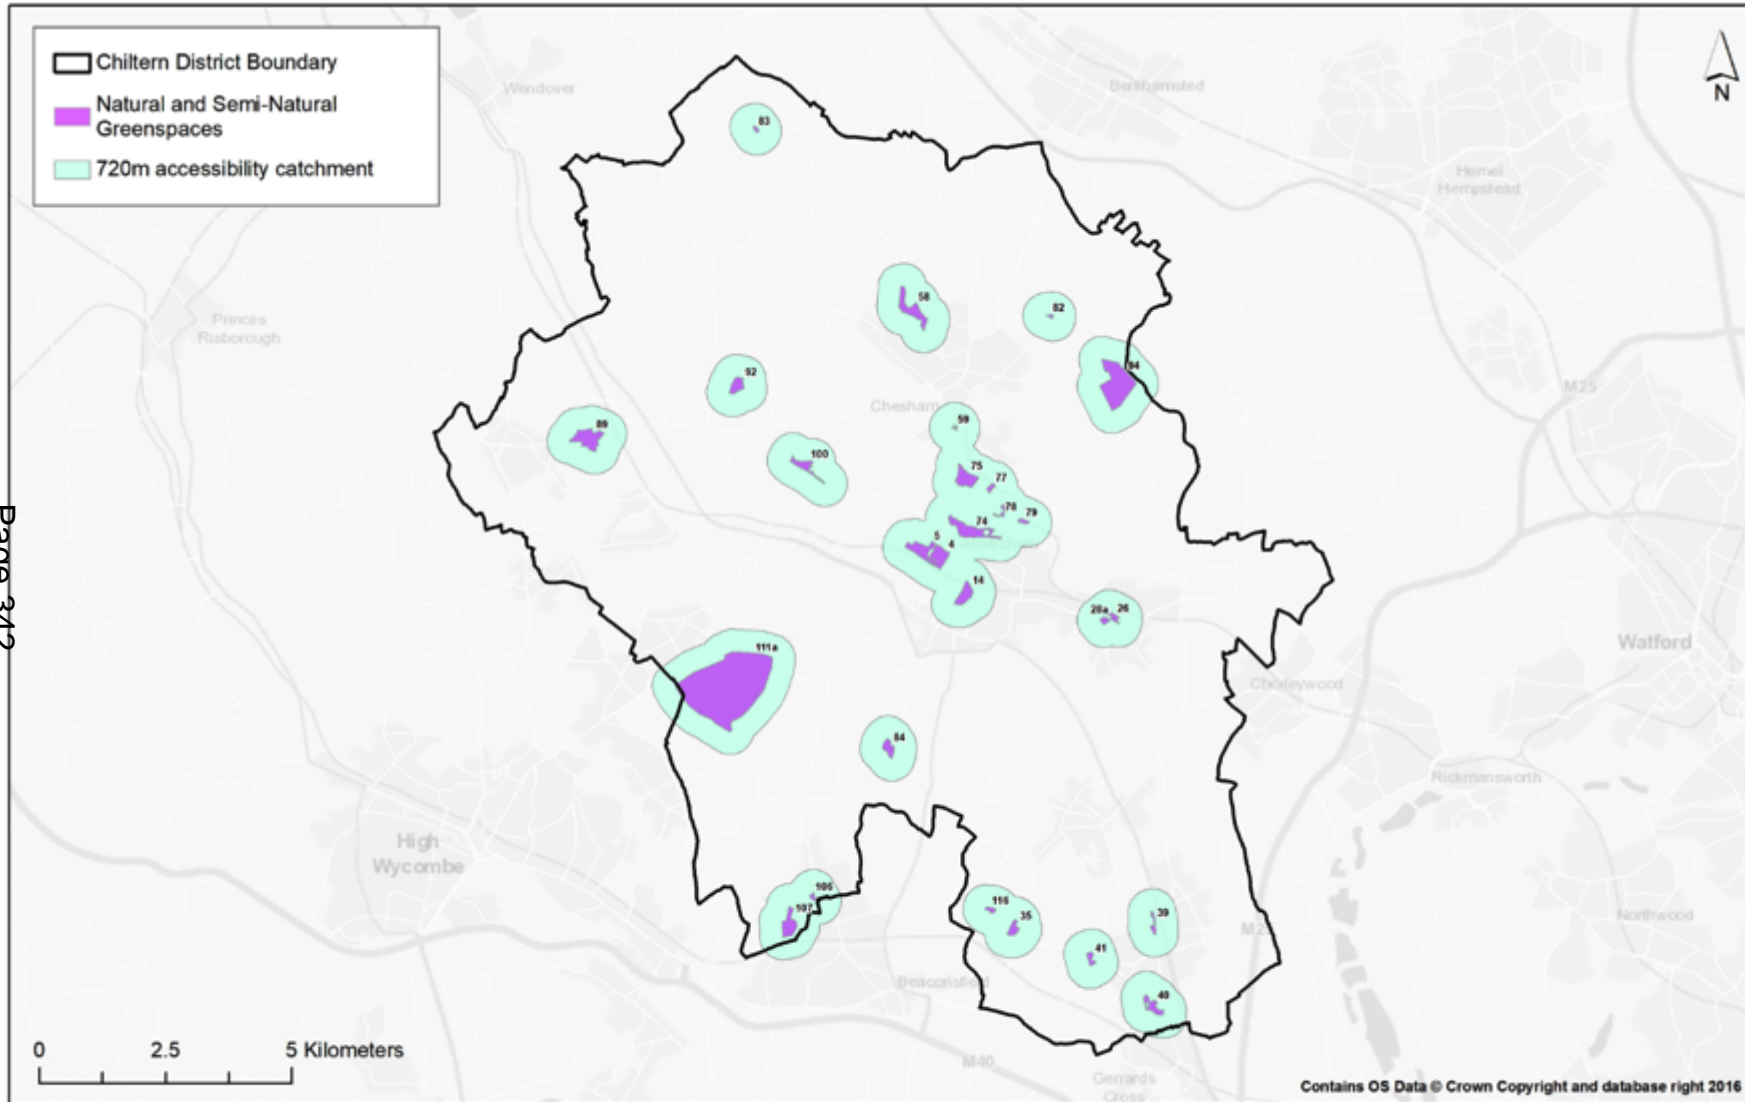 Chiltern District Boundary
Natural and Semi-Natural
Greenspaces
720m accessibility catchment
N
Wendover
Berkhamsted
Hemel
Hempstead
83
Princes
Risborough
58
82
94
M25
92
Chesham
59
89
100
75
77
78
79
74
5
4
14
28a
26
Watford
111a
Chorleywood
84
Rickmansworth
High
Wycombe
106
107
116
35
39
Northwood
41
Beaconsfield
40
0
2.5
5 Kilometers
M40
Gerrards
Cross
Contains OS Data © Crown Copyright and database right 2016